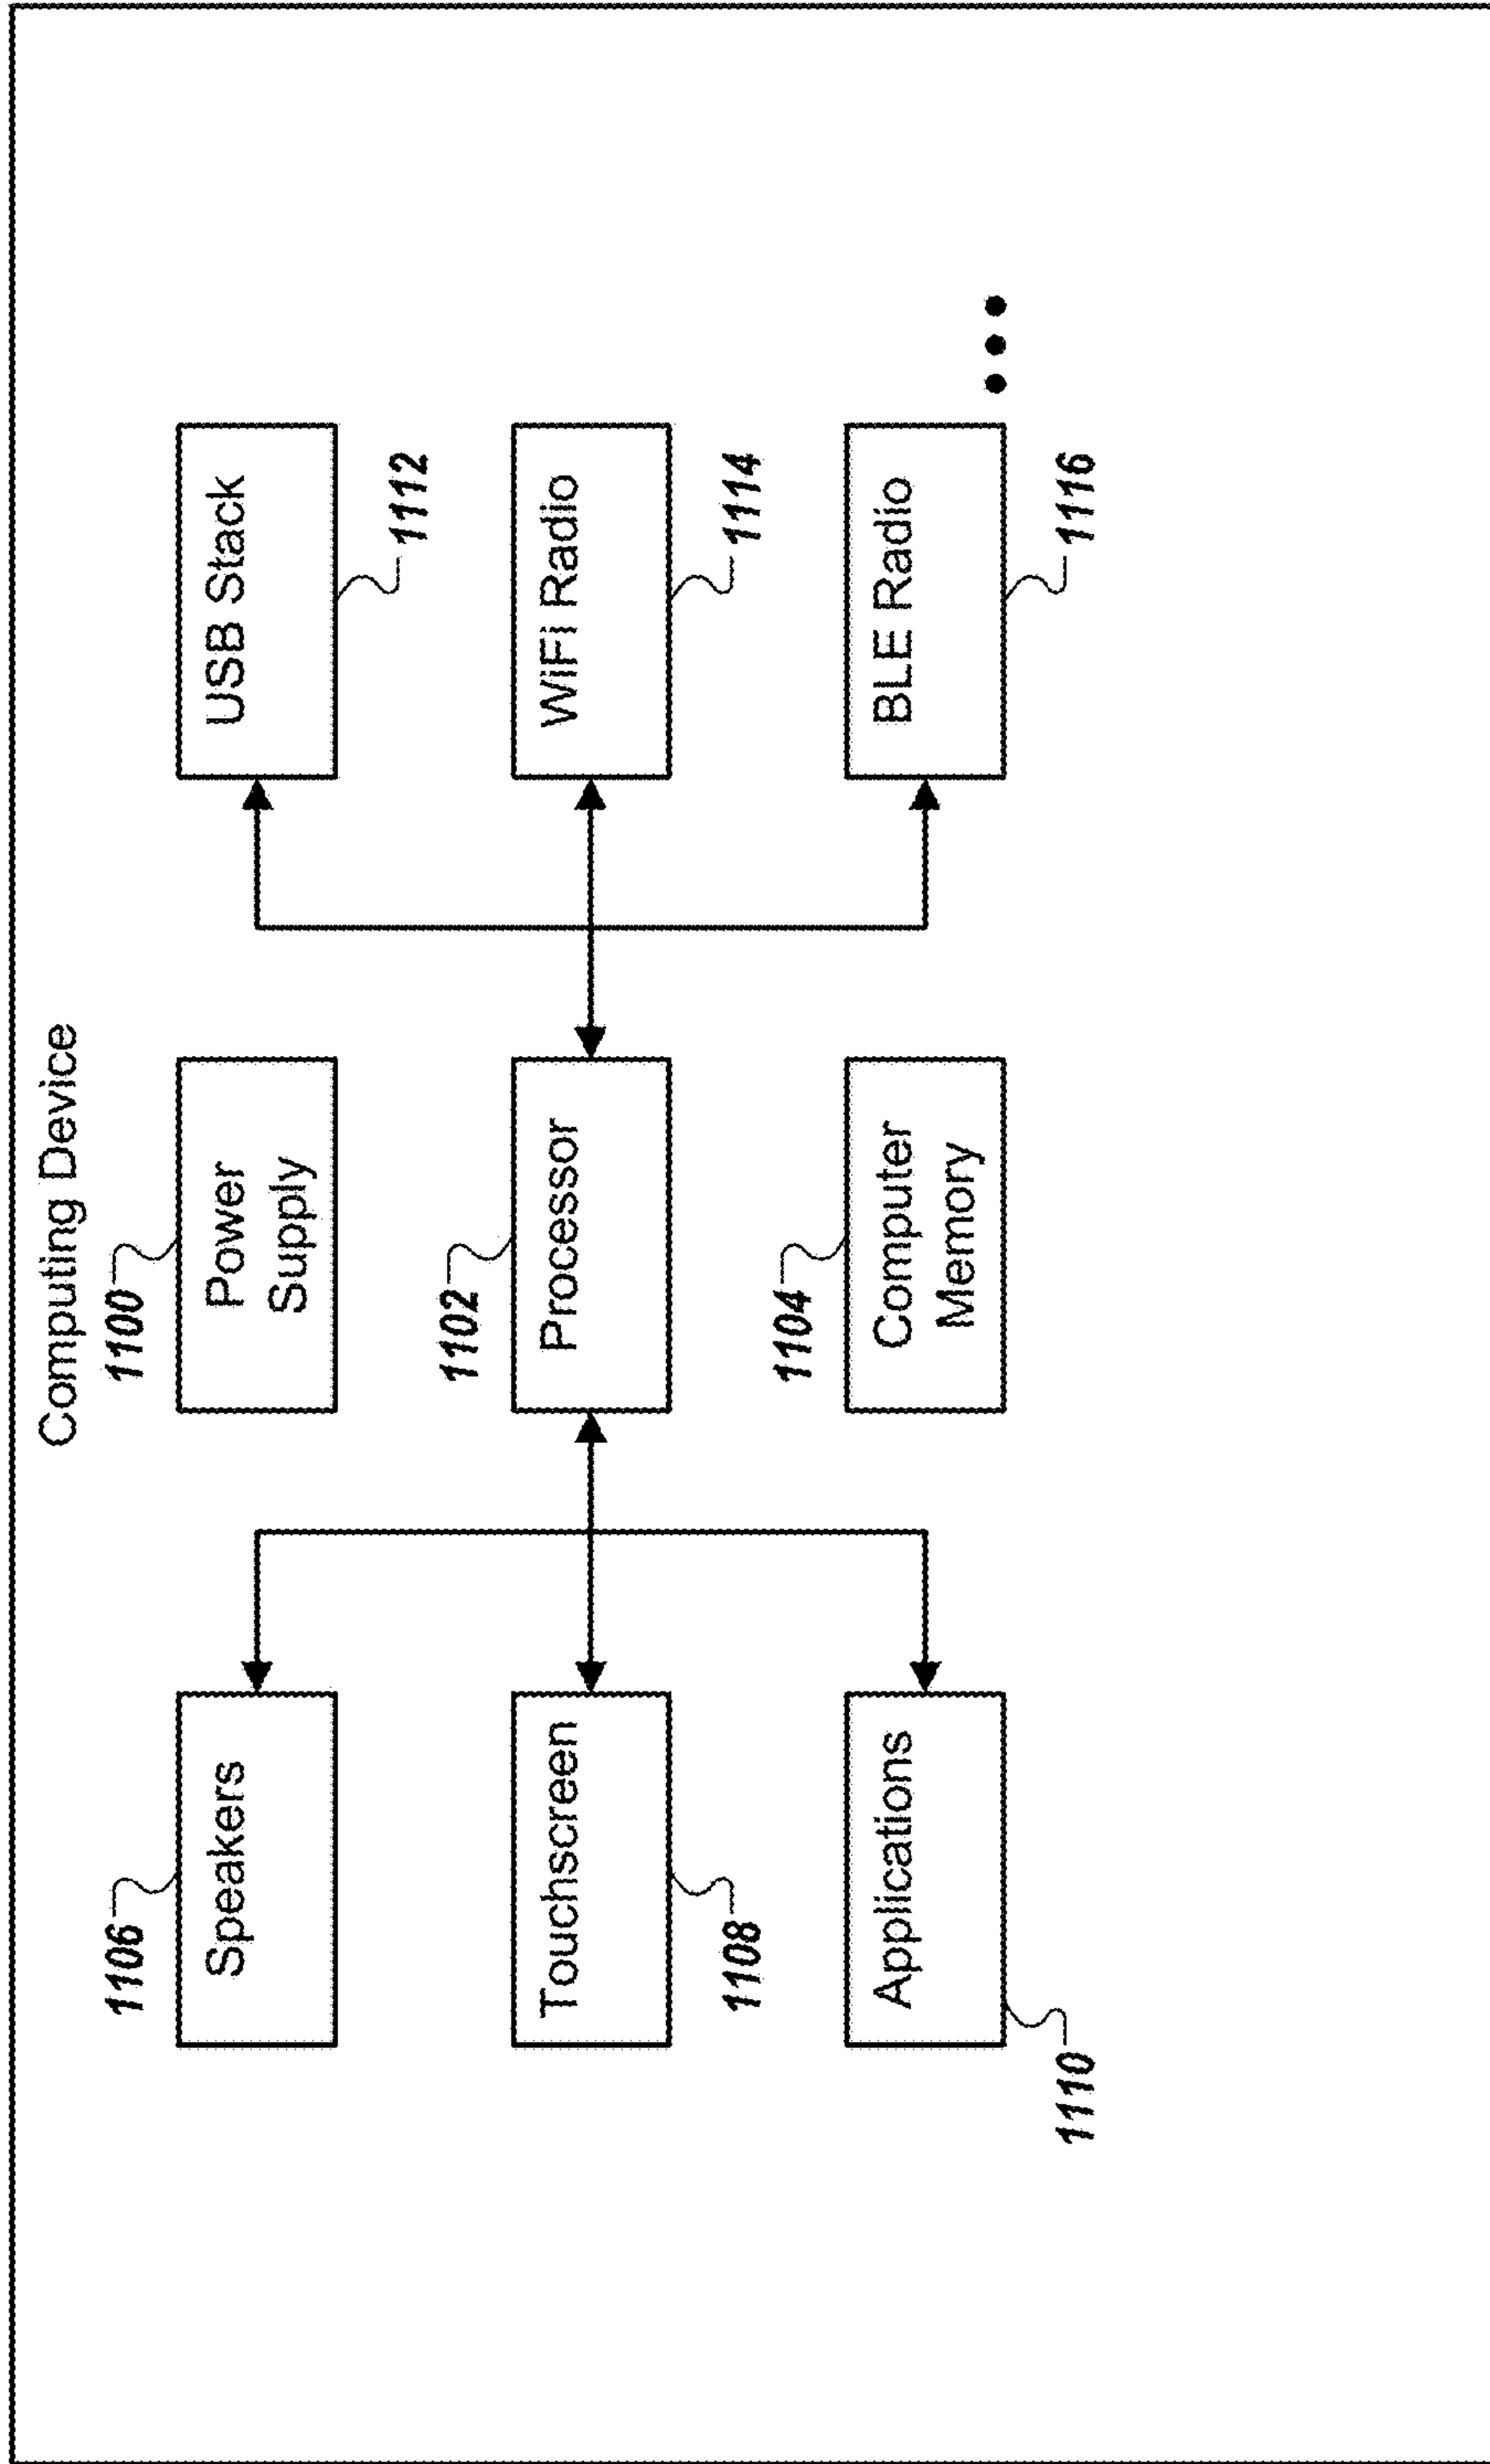 Computing Device
1106
Speakers
1100
Power
Supply
USB Stack
1112
1102
Touchscreen
1108
Processor
WiFi Radio
1114
1104
Applications
1110
Computer
Memory
BLE Radio
1116